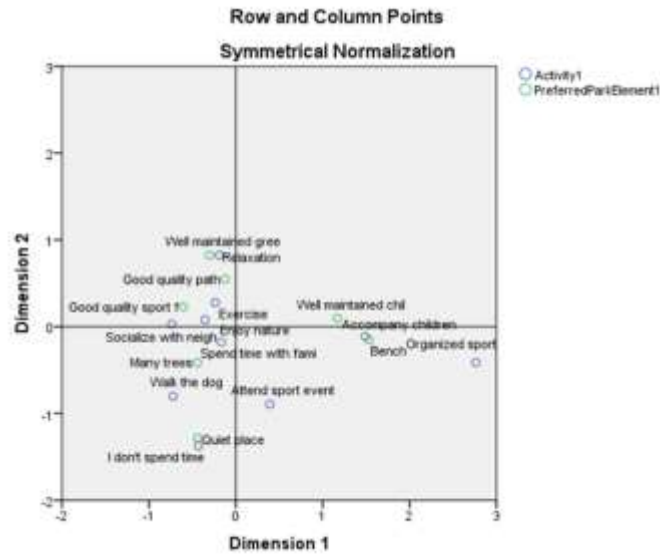 Row and Column Points
Symmetrical Normalization
Activity1
PreferredParkElement1
3
2
1
0
-1
-2
Dimension 2
Well maintained gree
Relaxation
Good quality path
Good quality sport f
Exercise
Well maintained chil
Accompany children
Socialize with neigh
Enjoy nature
Organized sport
Spend time with fami
Bench
Many trees
Walk the dog
Attend sport event
Quiet place
I don't spend time
-2
-1
0
1
2
3
Dimension 1